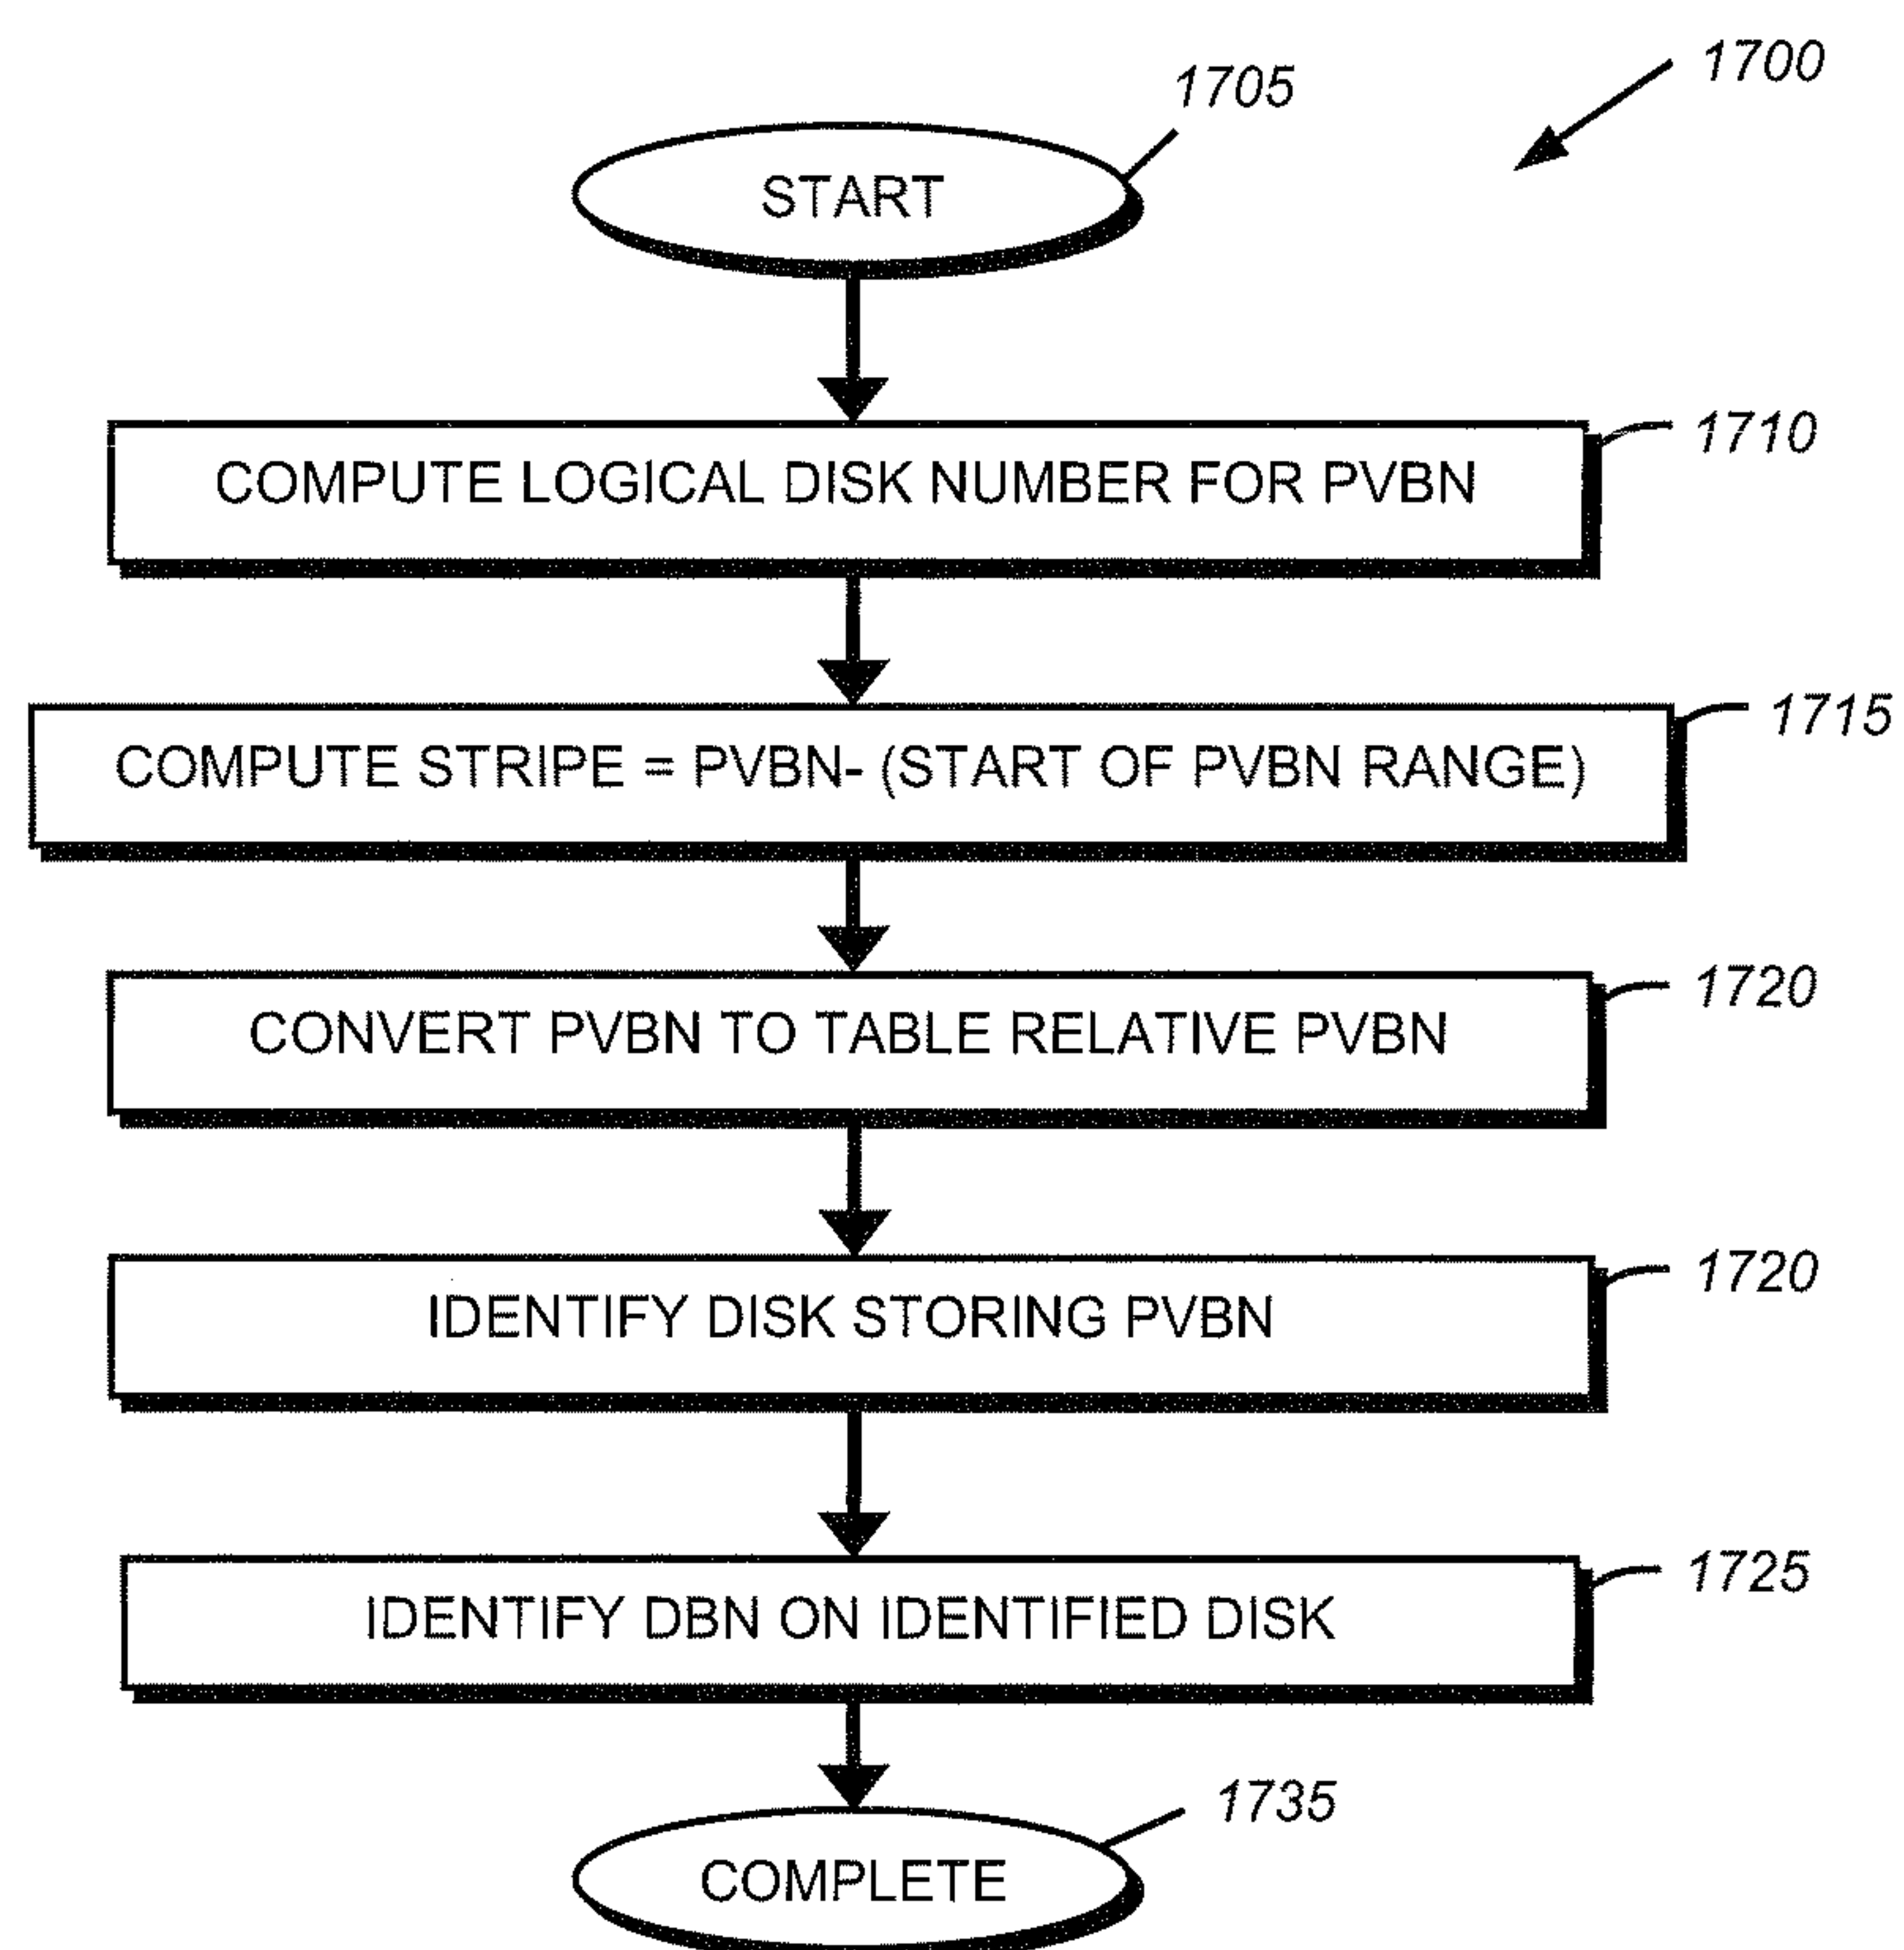 1700
1705
START
1710
COMPUTE LOGICAL DISK NUMBER FOR PVBN
1715
COMPUTE STRIPE = PVBN- (START OF PVBN RANGE)
1720
CONVERT PVBN TO TABLE RELATIVE PVBN
1720
IDENTIFY DISK STORING PVBN
1725
IDENTIFY DBN ON IDENTIFIED DISK
1735
COMPLETE